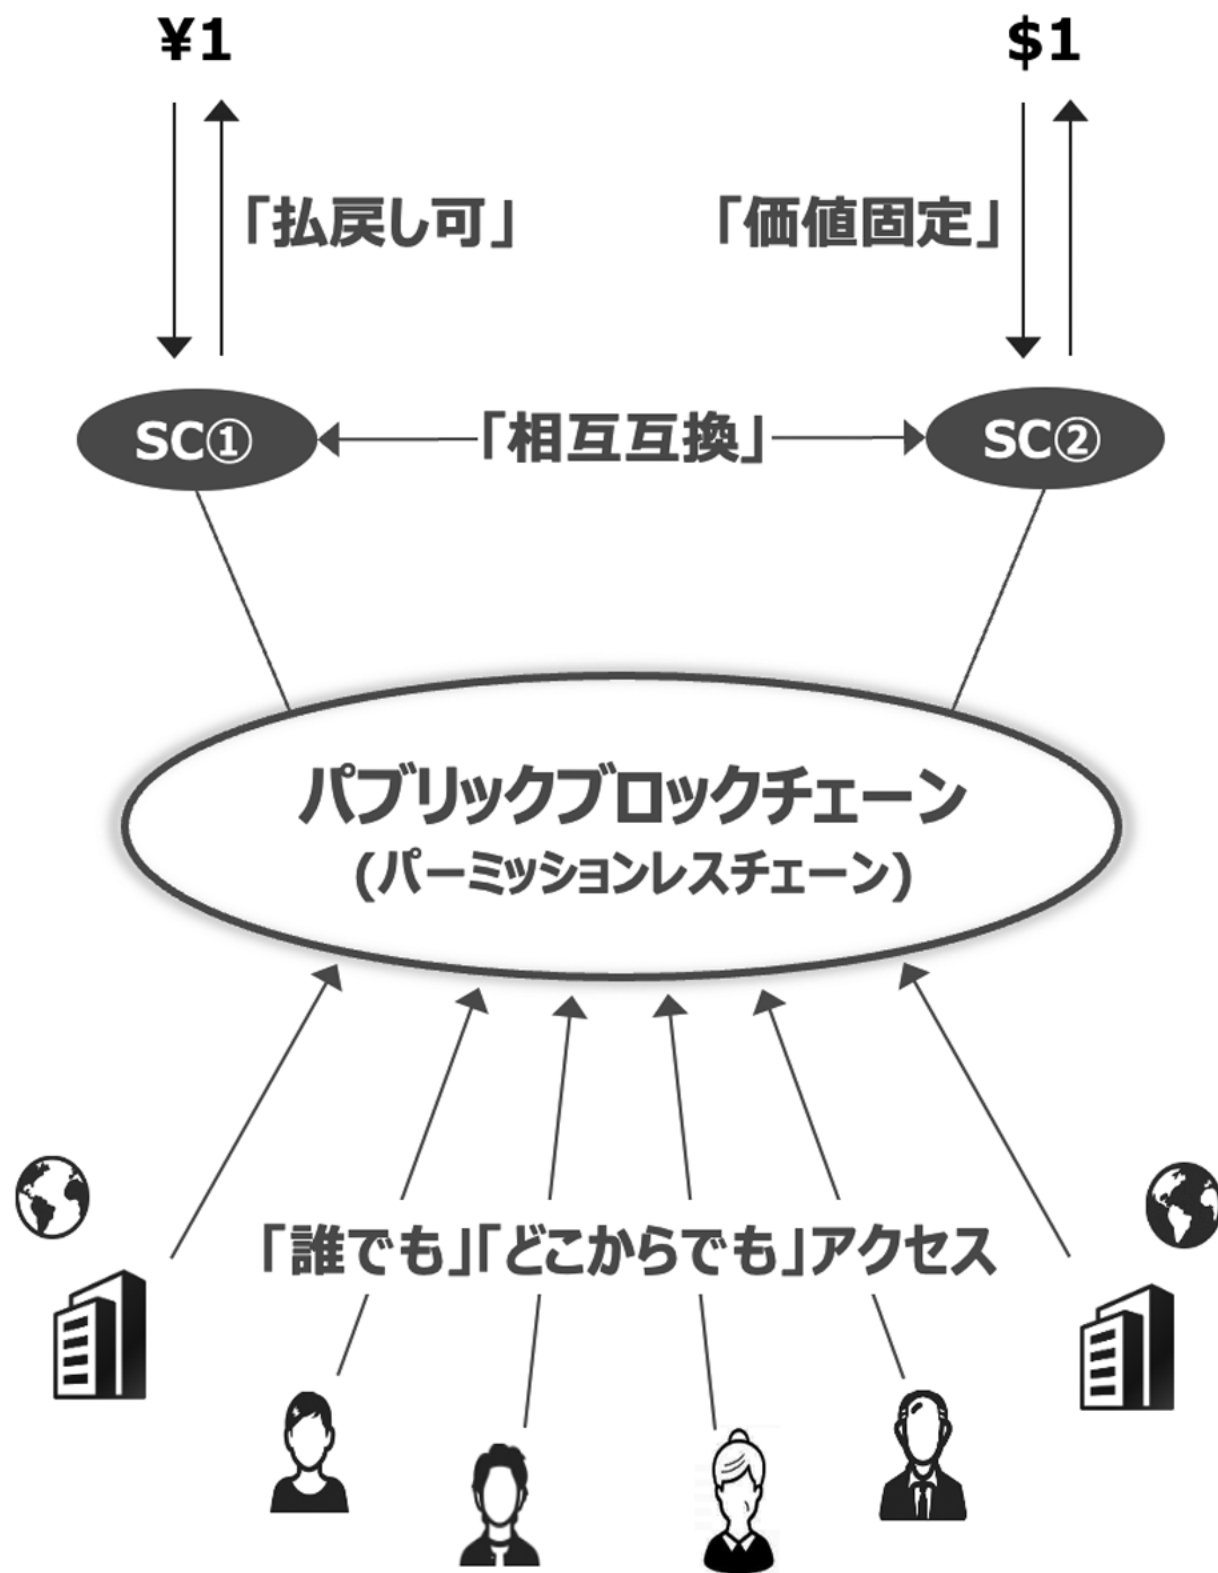 ¥1
$1
「払戻し可」
「価値固定」
SC①
「相互互換」
SC②
パブリックブロックチェーン
(パーミッションレスチェーン)
「誰でも」「どこからでも」アクセス